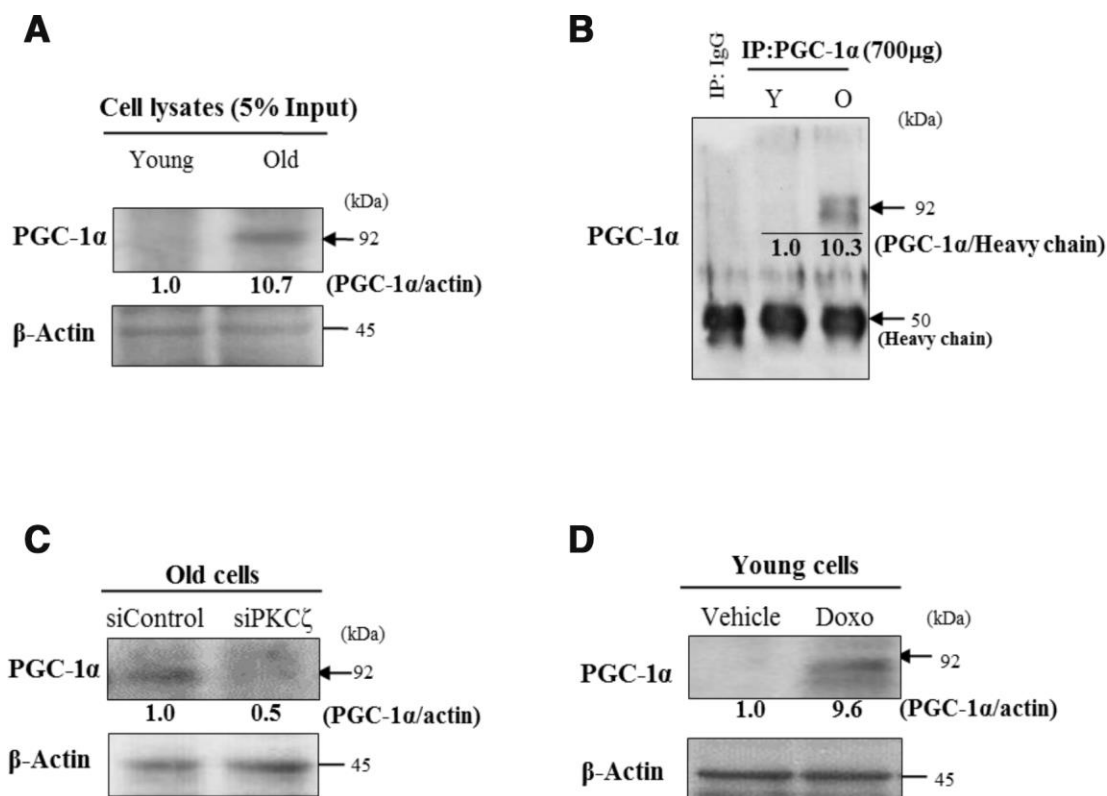 A
Cell lysates (5% Input)
Young Old
(kDa)
PGC-1α 92
1.0 10.7 (PGC-1α/actin)
β-Actin 45
B
IP: IgG
IP:PGC-1α (700μg)
Y O
(kDa)
92
PGC-1α
1.0 10.3 (PGC-1α/Heavy chain)
50
(Heavy chain)
C
Old cells
siControl siPKCζ
(kDa)
PGC-1α 92
1.0 0.5 (PGC-1α/actin)
β-Actin 45
D
Young cells
Vehicle Doxo
(kDa)
92
PGC-1α
1.0 9.6 (PGC-1α/actin)
β-Actin 45